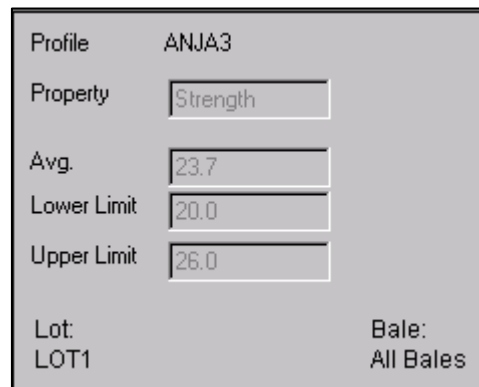 Profile ANJA3
Property Strength
Avg. 23.7
Lower Limit 20.0
Upper Limit 26.0
Lot: Bale:
LOT1 All Bales